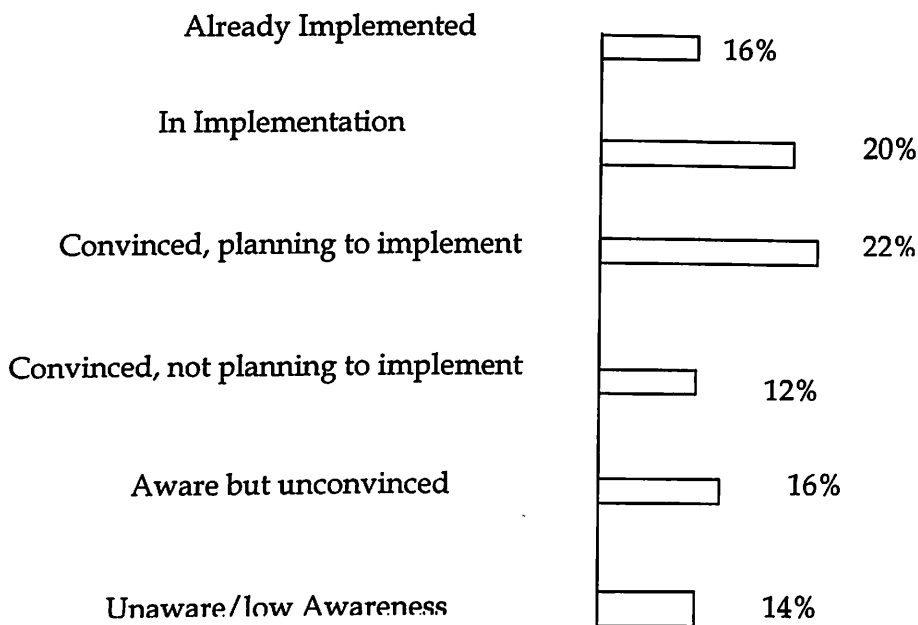 Already Implemented 16%
In Implementation 20%
Convinced, planning to implement 22%
Convinced, not planning to implement 12%
Aware but unconvinced 16%
Unaware/low Awareness 14%